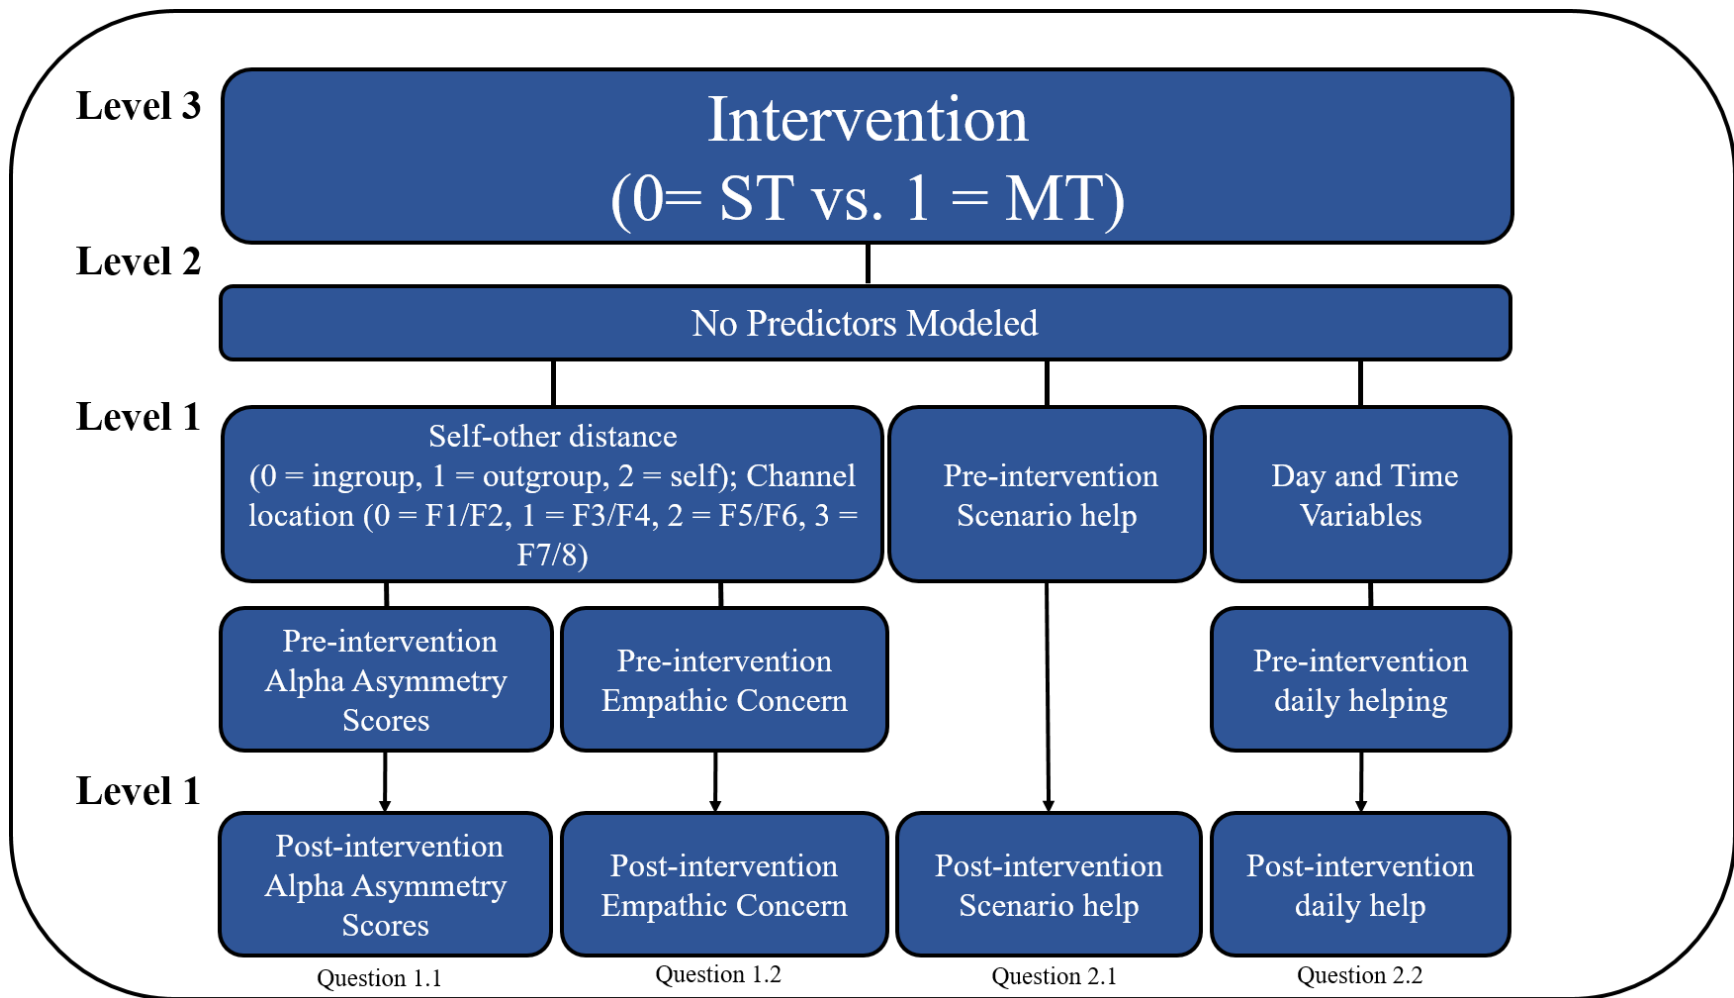 Level 3
Intervention
(0= ST vs. 1 = MT)
Level 2
No Predictors Modeled
Level 1
Self-other distance
(0 = ingroup, 1 = outgroup, 2 = self); Channel
location (0 = F1/F2, 1 = F3/F4, 2 = F5/F6, 3 =
F7/8)
Pre-intervention
Scenario help
Day and Time
Variables
Pre-intervention
Alpha Asymmetry
Scores
Pre-intervention
Empathic Concern
Pre-intervention
daily helping
Level 1
Post-intervention
Alpha Asymmetry
Scores
Post-intervention
Empathic Concern
Post-intervention
Scenario help
Post-intervention
daily help
Question 1.1
Question 1.2
Question 2.1
Question 2.2